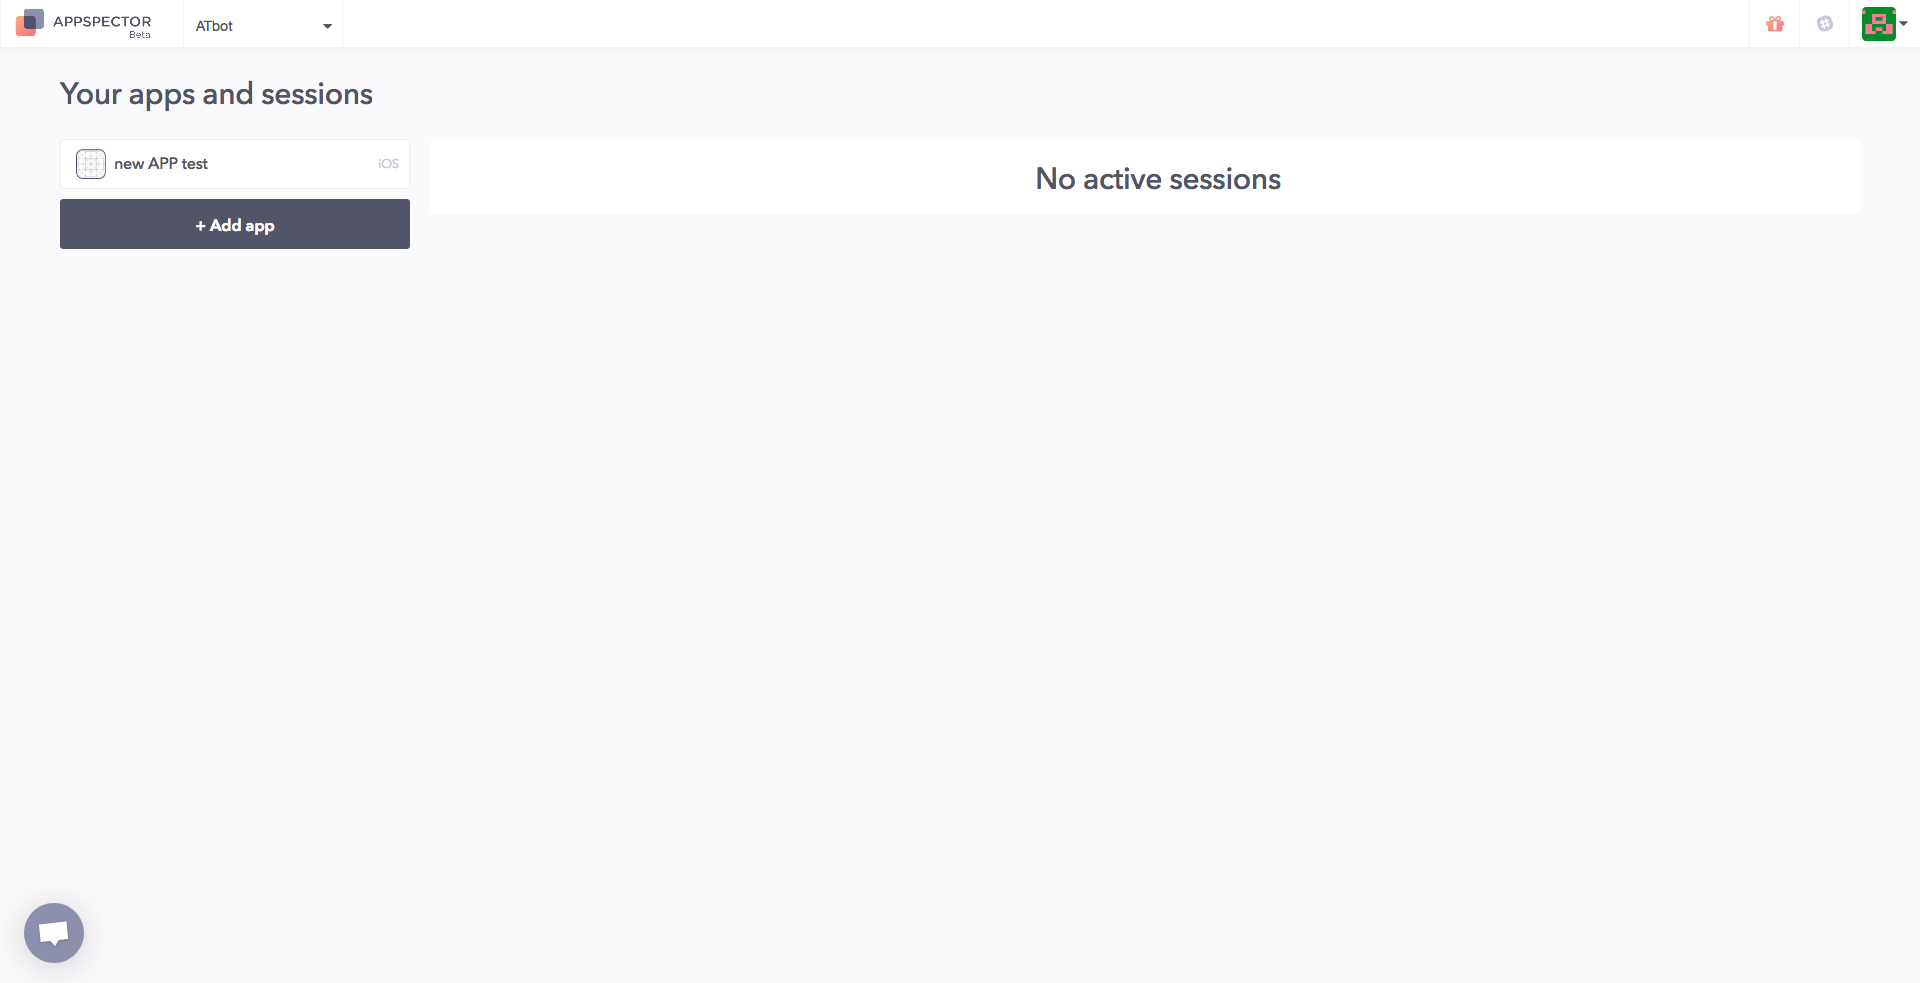 APPSPECTOR
Beta
ATbot
Your apps and sessions
new APP test
iOS
No active sessions
+ Add app